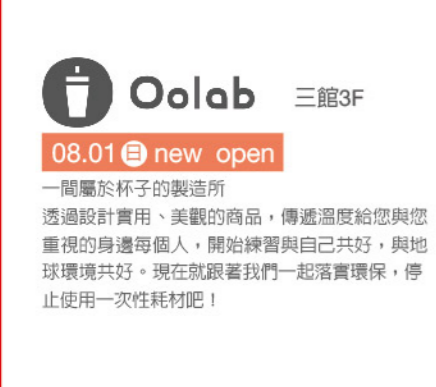 Oolab 三館3F
08.01 日 new open
一間屬於杯子的製造所
透過設計實用、美觀的商品，傳遞溫度給您與您
重視的身邊每個人，開始練習與自己共好，與地
球環境共好。現在就跟著我們一起落實環保，停
止使用一次性耗材吧！